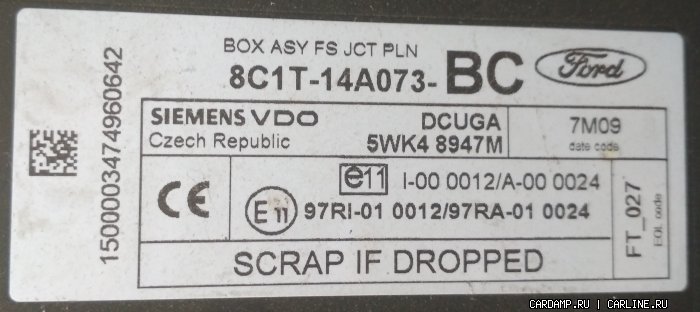 BOX ASY FS JCT PLN
8C1T-14A073-BC
Ford
1500003474960642
SIEMENS VDO
Czech Republic
DCUGA
5WK4 8947M
7M09
date code
CE
e11 I-00 0012/A-00 0024
E11 97RI-01 0012/97RA-01 0024
FT_027
EOL code
SCRAP IF DROPPED
CARDAMP.RU | CARLINE.RU